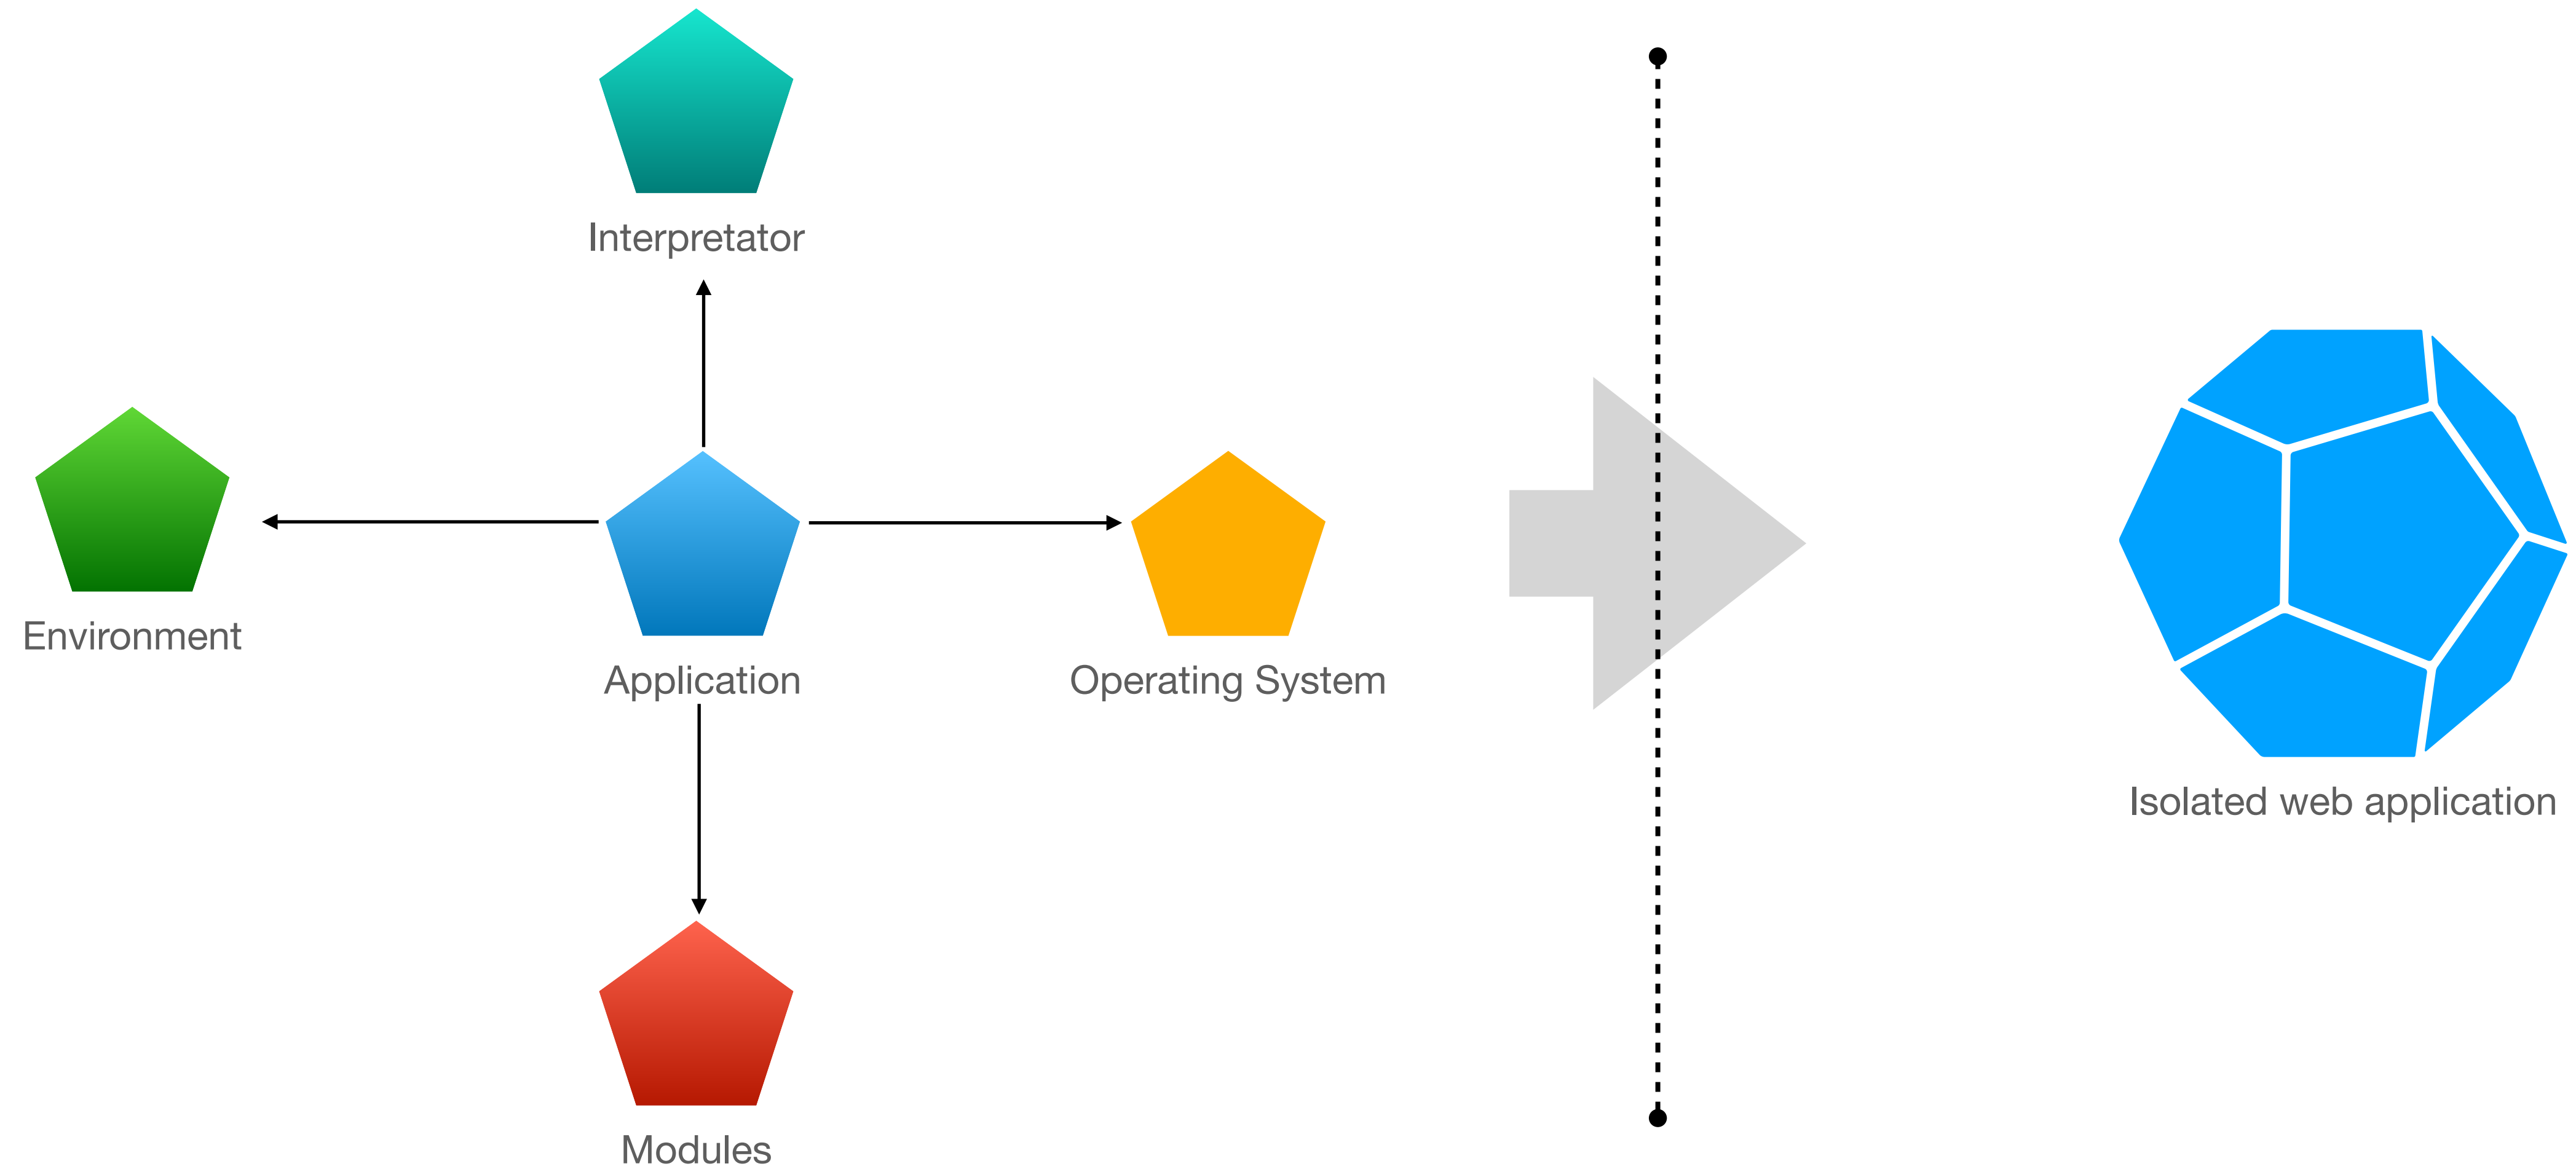 Interpretator
Environment
Application
Operating System
Modules
Isolated web application